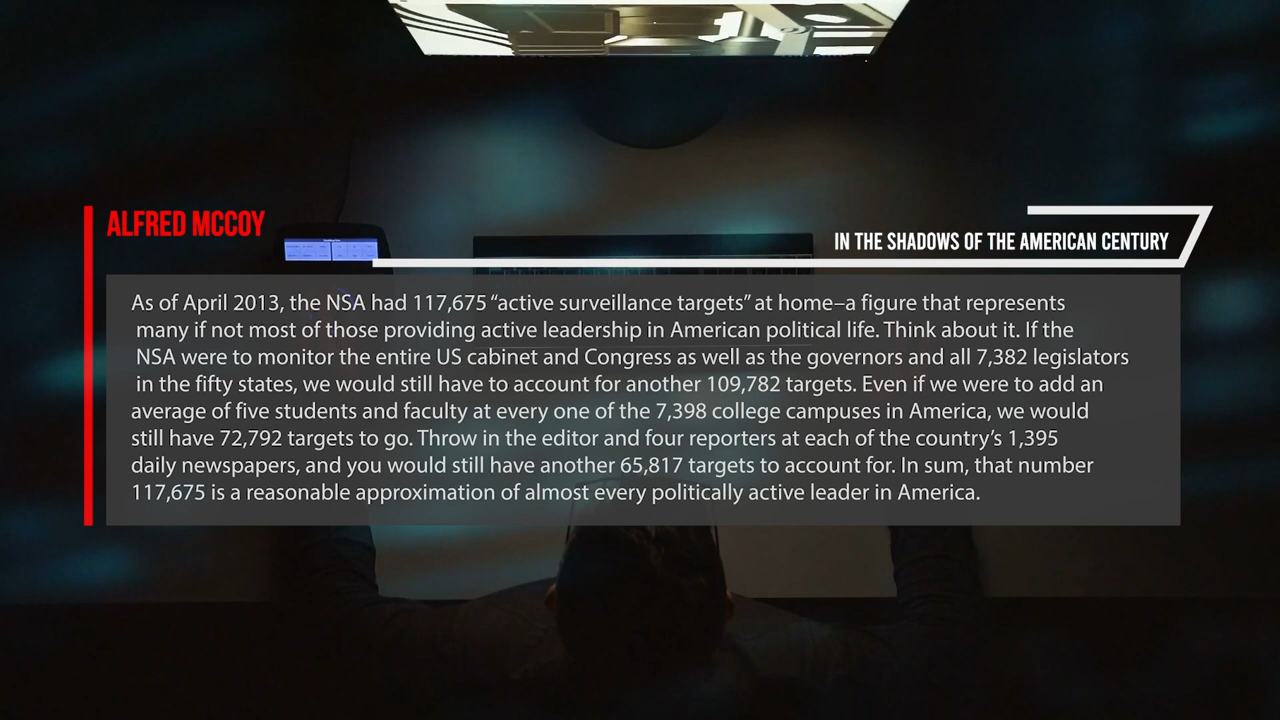 ALFRED MCCOY
IN THE SHADOWS OF THE AMERICAN CENTURY
As of April 2013, the NSA had 117,675 “active surveillance targets” at home–a figure that represents
many if not most of those providing active leadership in American political life. Think about it. If the
NSA were to monitor the entire US cabinet and Congress as well as the governors and all 7,382 legislators
in the fifty states, we would still have to account for another 109,782 targets. Even if we were to add an
average of five students and faculty at every one of the 7,398 college campuses in America, we would
still have 72,792 targets to go. Throw in the editor and four reporters at each of the country’s 1,395
daily newspapers, and you would still have another 65,817 targets to account for. In sum, that number
117,675 is a reasonable approximation of almost every politically active leader in America.